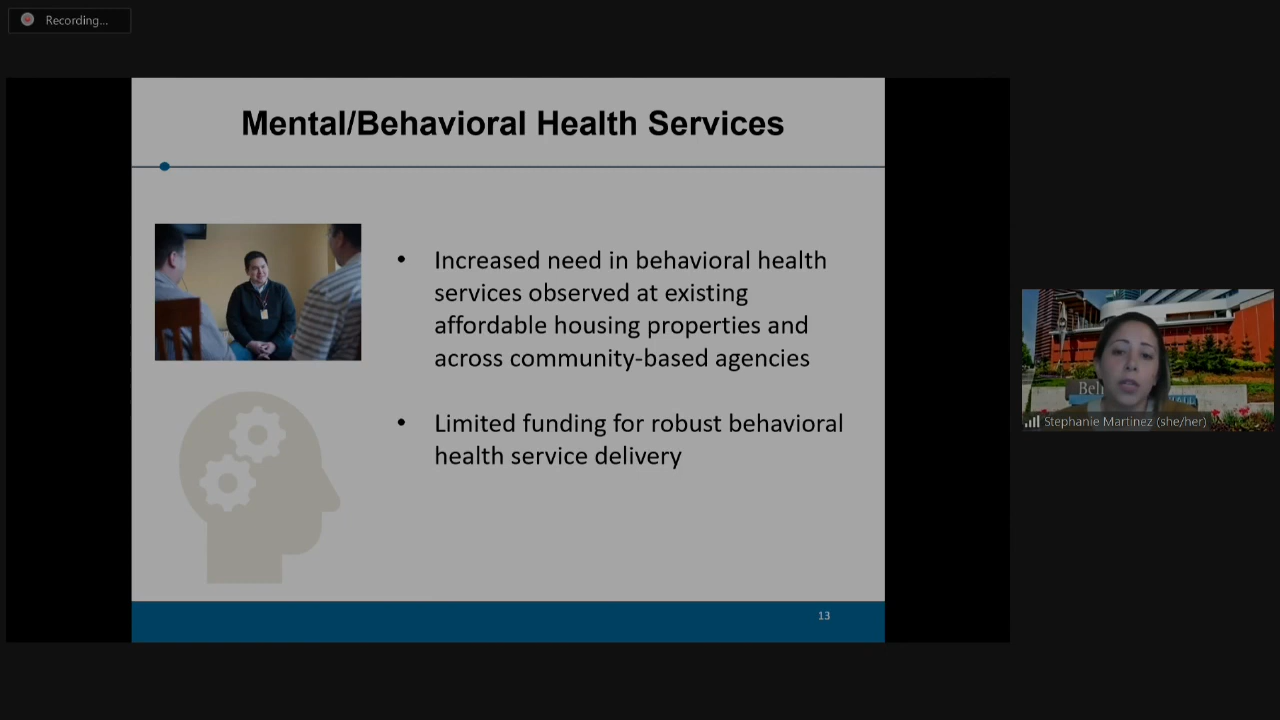 Recording...
Mental/Behavioral Health Services
• Increased need in behavioral health
services observed at existing
affordable housing properties and
across community-based agencies
• Limited funding for robust behavioral
health service delivery
13
Stephanie Martinez (she/her)